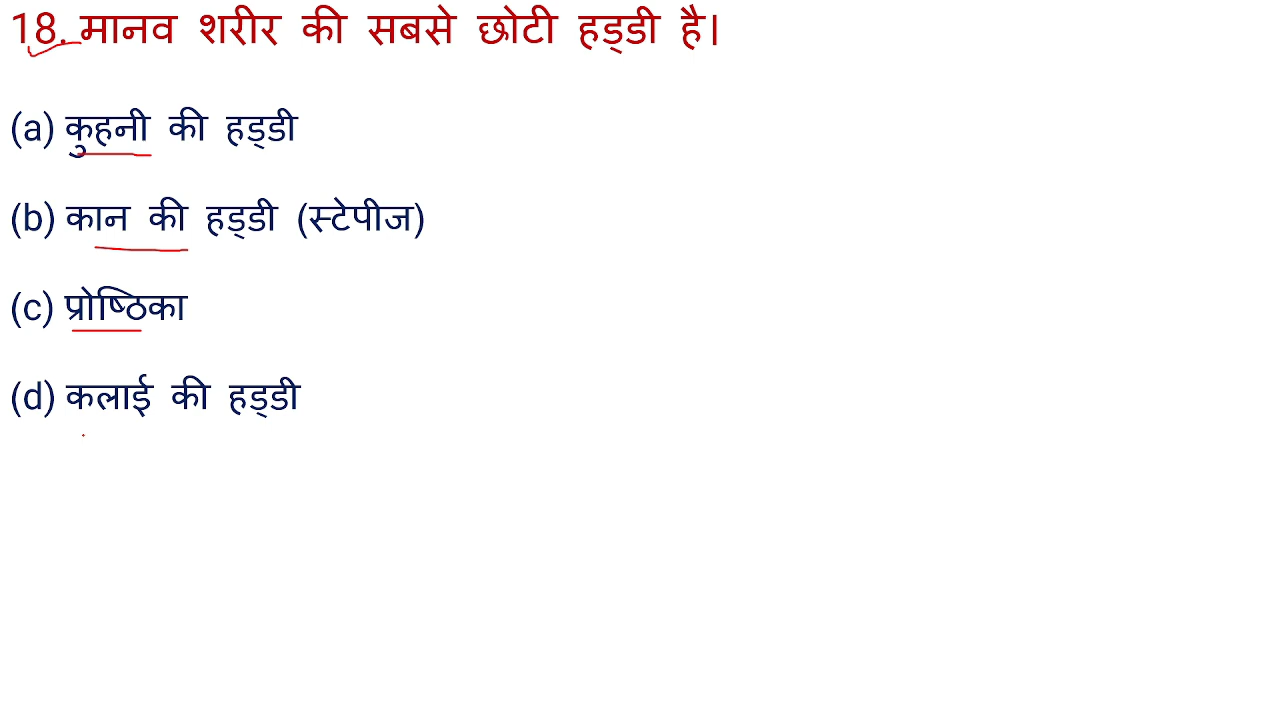 18. मानव शरीर की सबसे छोटी हड्डी है।
(a) कुहनी की हड्डी
(b) कान की हड्डी (स्टेपीज)
(c) प्रोष्ठिका
(d) कलाई की हड्डी